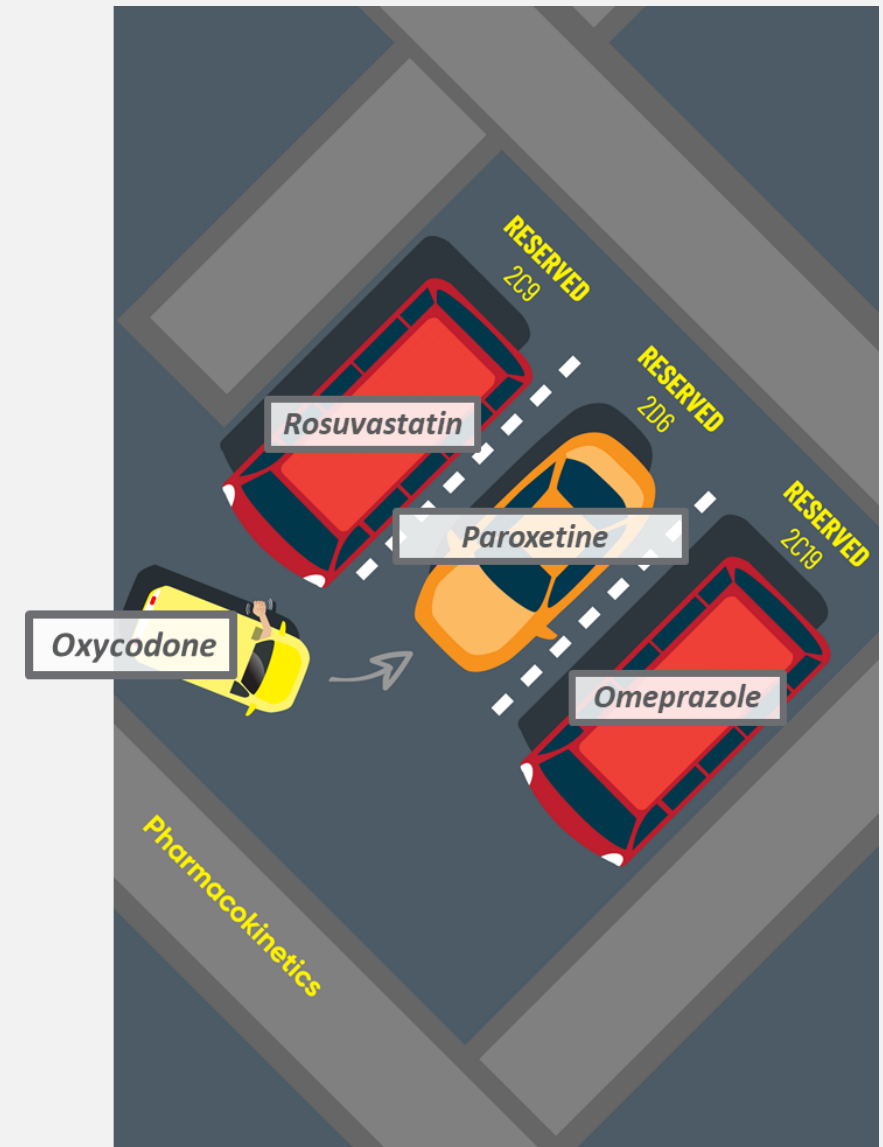 RESERVED
2C9
RESERVED
2D6
Rosuvastatin
RESERVED
2C19
Paroxetine
Oxycodone
Omeprazole
Pharmacokinetics